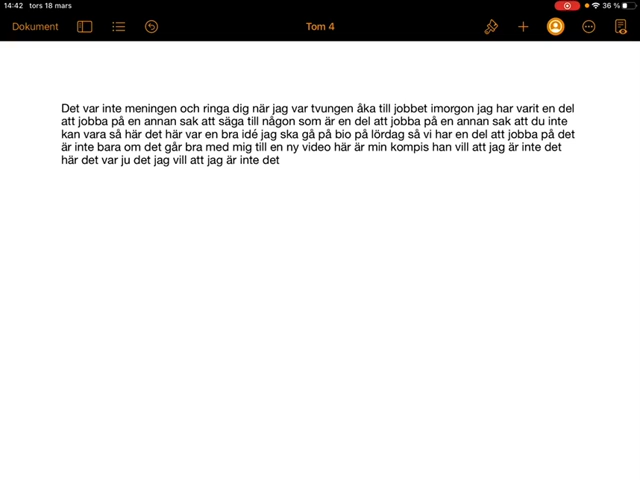 14:42 tors 18 mars 36 %
Dokument Tom 4
Det var inte meningen och ringa dig när jag var tvungen åka till jobbet imorgon jag har varit en del
att jobba på en annan sak att säga till någon som är en del att jobba på en annan sak att du inte
kan vara så här det här var en bra idé jag ska gå på bio på lördag så vi har en del att jobba på det
är inte bara om det går bra med mig till en ny video här är min kompis han vill att jag är inte det
här det var ju det jag vill att jag är inte det